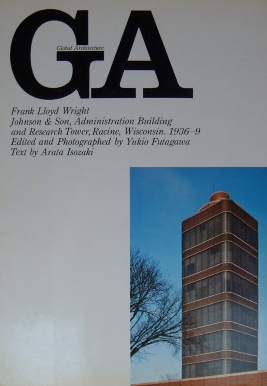 GA
Global Architecture
Frank Lloyd Wright
Johnson & Son, Administration Building
and Research Tower, Racine, Wisconsin. 1936-9
Edited and Photographed by Yukio Futagawa
Text by Arata Isozaki